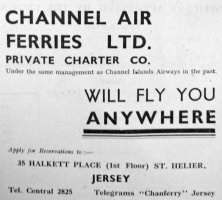 CHANNEL AIR
FERRIES LTD.
PRIVATE CHARTER CO.
Under the same management as Channel Islands Airways in the past.
WILL FLY YOU
ANYWHERE
Apply for Reservations to :—
35 HALKETT PLACE (1st Floor) ST. HELIER,
JERSEY
Tel. Central 2825 Telegrams "Chanferry" Jersey